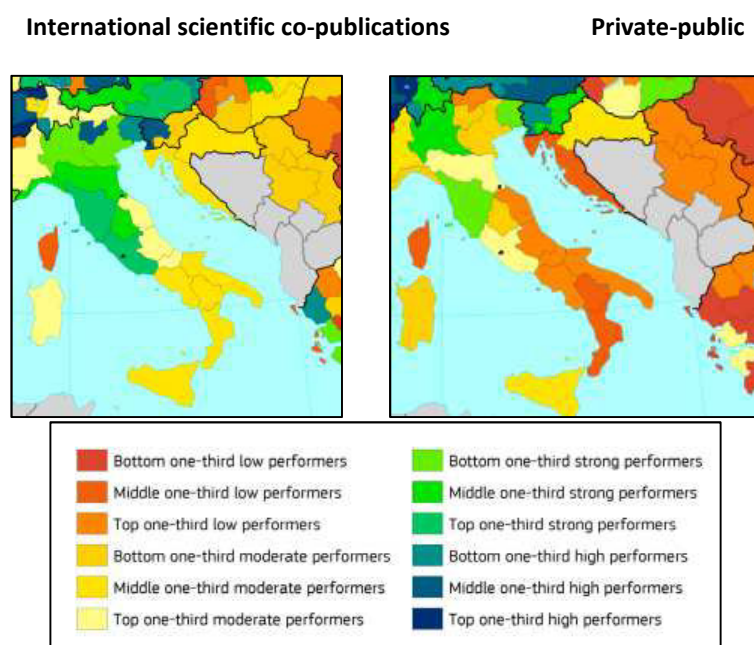 International scientific co-publications
Private-public
Bottom one-third low performers
Middle one-third low performers
Top one-third low performers
Bottom one-third moderate performers
Middle one-third moderate performers
Top one-third moderate performers
Bottom one-third strong performers
Middle one-third strong performers
Top one-third strong performers
Bottom one-third high performers
Middle one-third high performers
Top one-third high performers